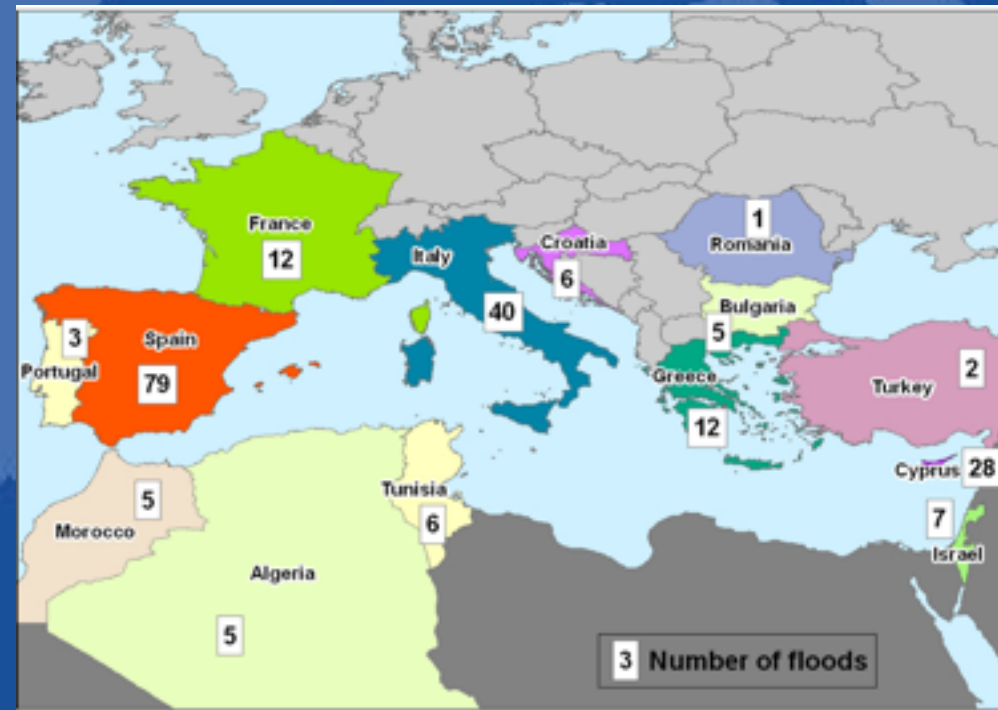 France
12
Italy
40
Croatia
6
1
Romania
Bulgaria
5
Spain
79
3
Portugal
Greece
12
Turkey
2
Cyprus 28
7
Israel
Tunisia
6
5
Morocco
Algeria
5
3 Number of floods